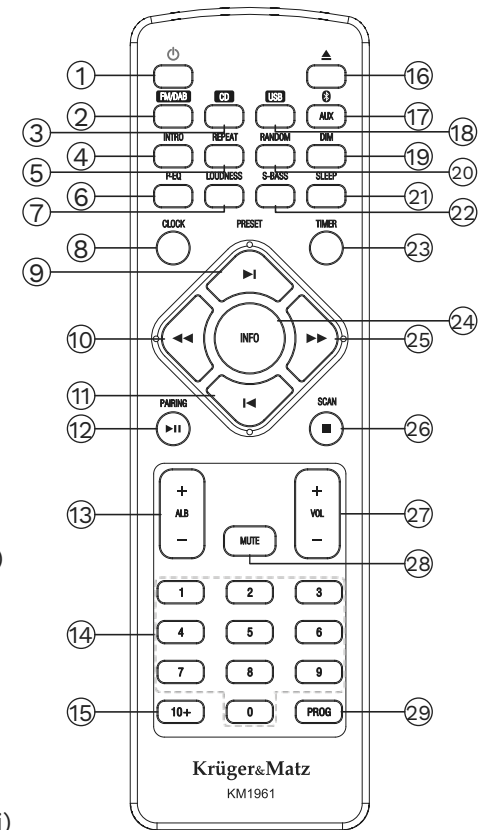 1 16
FM/DAB CD USB
2 AUX 17
3 18
INTRO REPEAT RANDOM DIM
4 19
5 20
P-EQ LOUDNESS S-BASS SLEEP
6 21
7 22
CLOCK PRESET TIMER
8 23
9
24
10 INFO 25
11
PAIRING SCAN
12 26
+ +
13 ALB VOL 27
- -
MUTE
28
)
1 2 3
14 4 5 6
7 8 9
15 10+ 0 PROG 29
Krüger&Matz
KM1961
i)